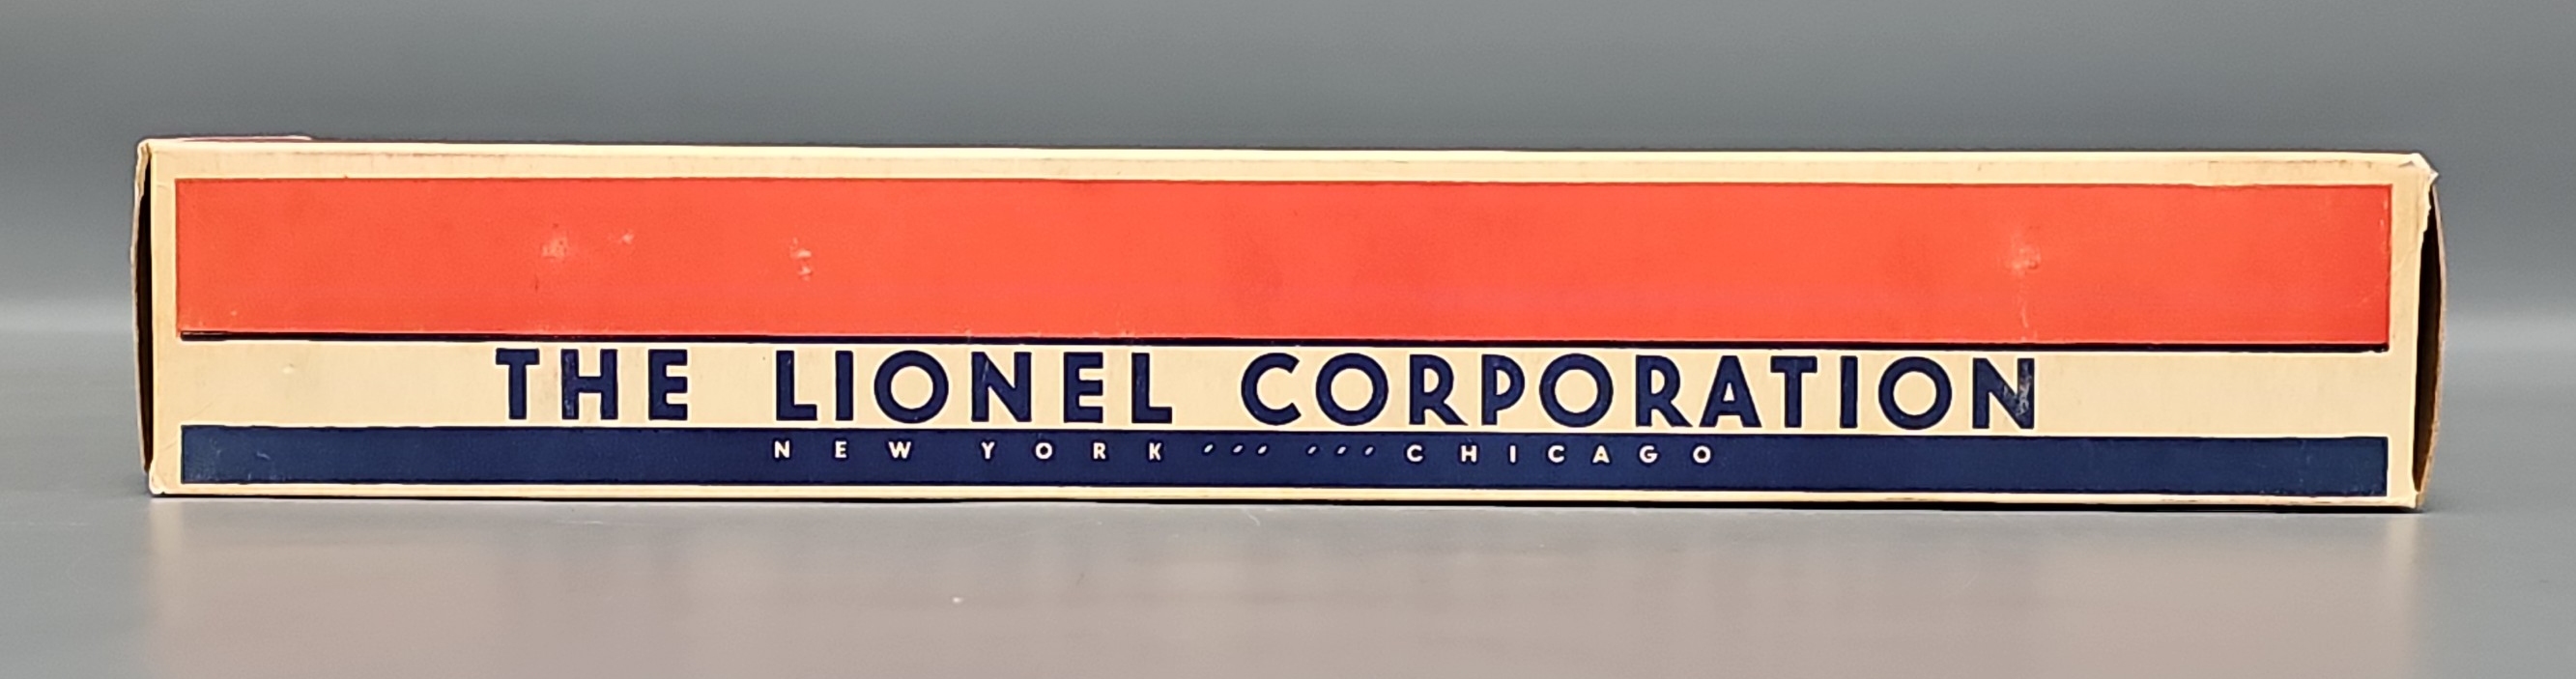 THE LIONEL CORPORATION
NEW YORK ''' ''' CHICAGO